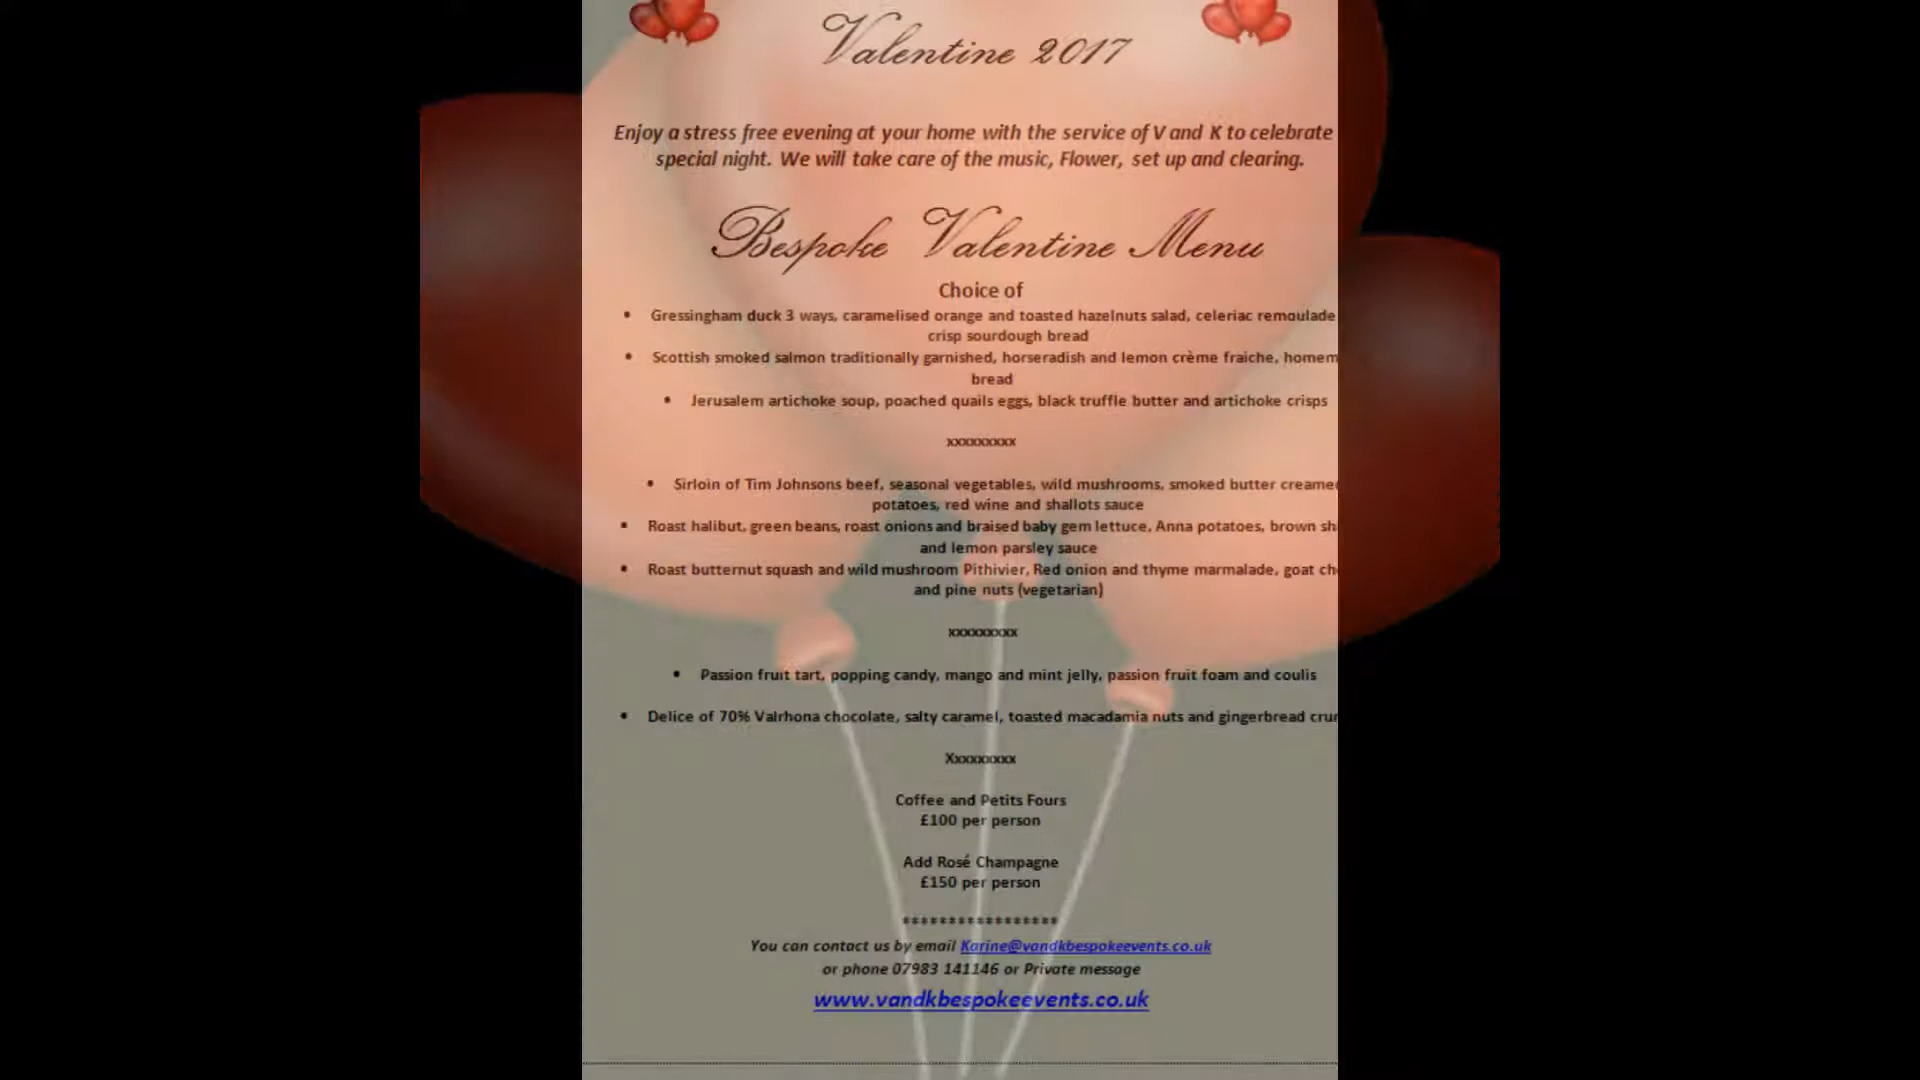 Valentine 2017
Enjoy a stress free evening at your home with the service of V and K to celebrate
special night. We will take care of the music, Flower, set up and clearing.
Bespoke Valentine Menu
Choice of
• Gressingham duck 3 ways, caramelised orange and toasted hazelnuts salad, celeriac remoulade
crisp sourdough bread
• Scottish smoked salmon traditionally garnished, horseradish and lemon crème fraiche, homem
bread
• Jerusalem artichoke soup, poached quails eggs, black truffle butter and artichoke crisps
xxxxxxxxx
• Sirloin of Tim Johnsons beef, seasonal vegetables, wild mushrooms, smoked butter creamed
potatoes, red wine and shallots sauce
• Roast halibut, green beans, roast onions and braised baby gem lettuce, Anna potatoes, brown sh
and lemon parsley sauce
• Roast butternut squash and wild mushroom Pithivier, Red onion and thyme marmalade, goat ch
and pine nuts (vegetarian)
xxxxxxxxx
• Passion fruit tart, popping candy, mango and mint jelly, passion fruit foam and coulis
• Delice of 70% Valrhona chocolate, salty caramel, toasted macadamia nuts and gingerbread crum
Xxxxxxxxx
Coffee and Petits Fours
£100 per person
Add Rosé Champagne
£150 per person
*****************
You can contact us by email Karine@vandkbespokeevents.co.uk
or phone 07983 141146 or Private message
www.vandkbespokeevents.co.uk